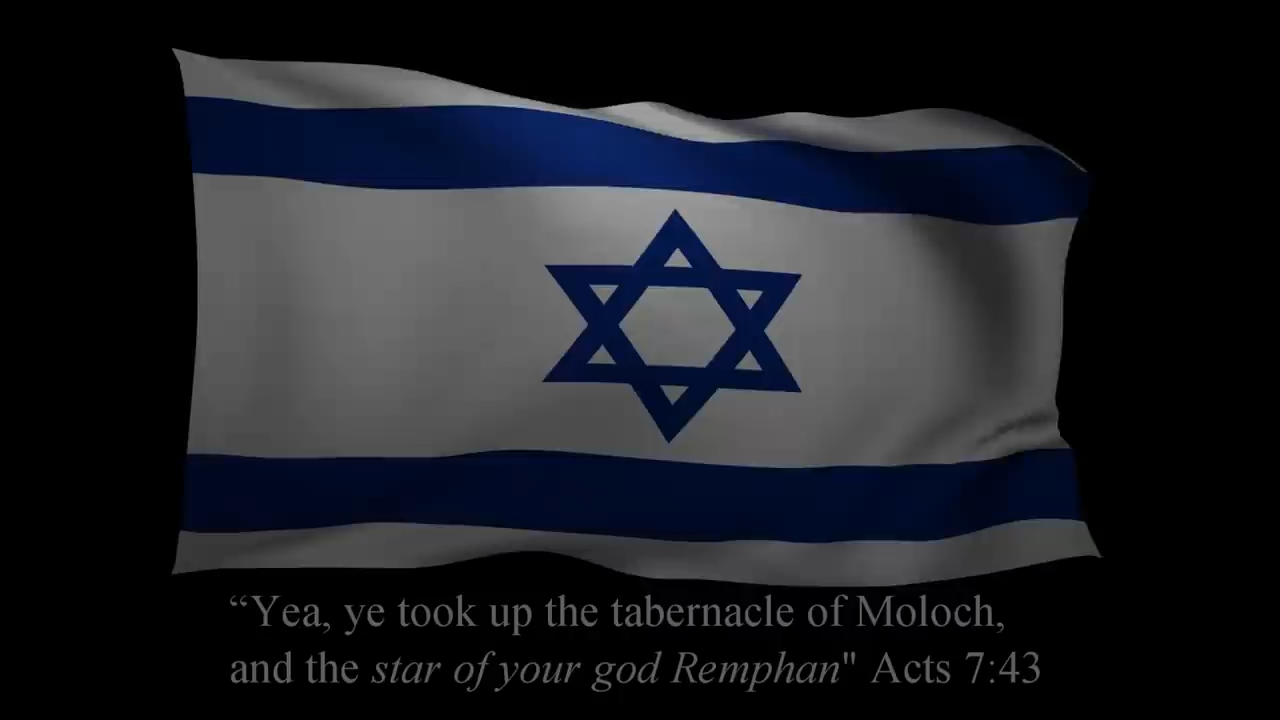 “Yea, ye took up the tabernacle of Moloch,
and the star of your god Remphan" Acts 7:43